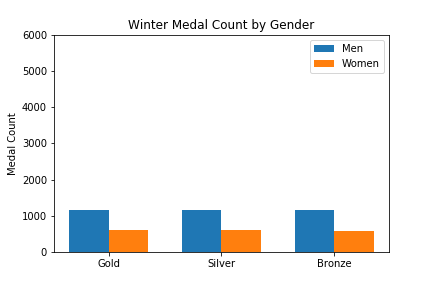 Winter Medal Count by Gender
Men
Women
6000
5000
4000
3000
2000
1000
0
Medal Count
Gold
Silver
Bronze